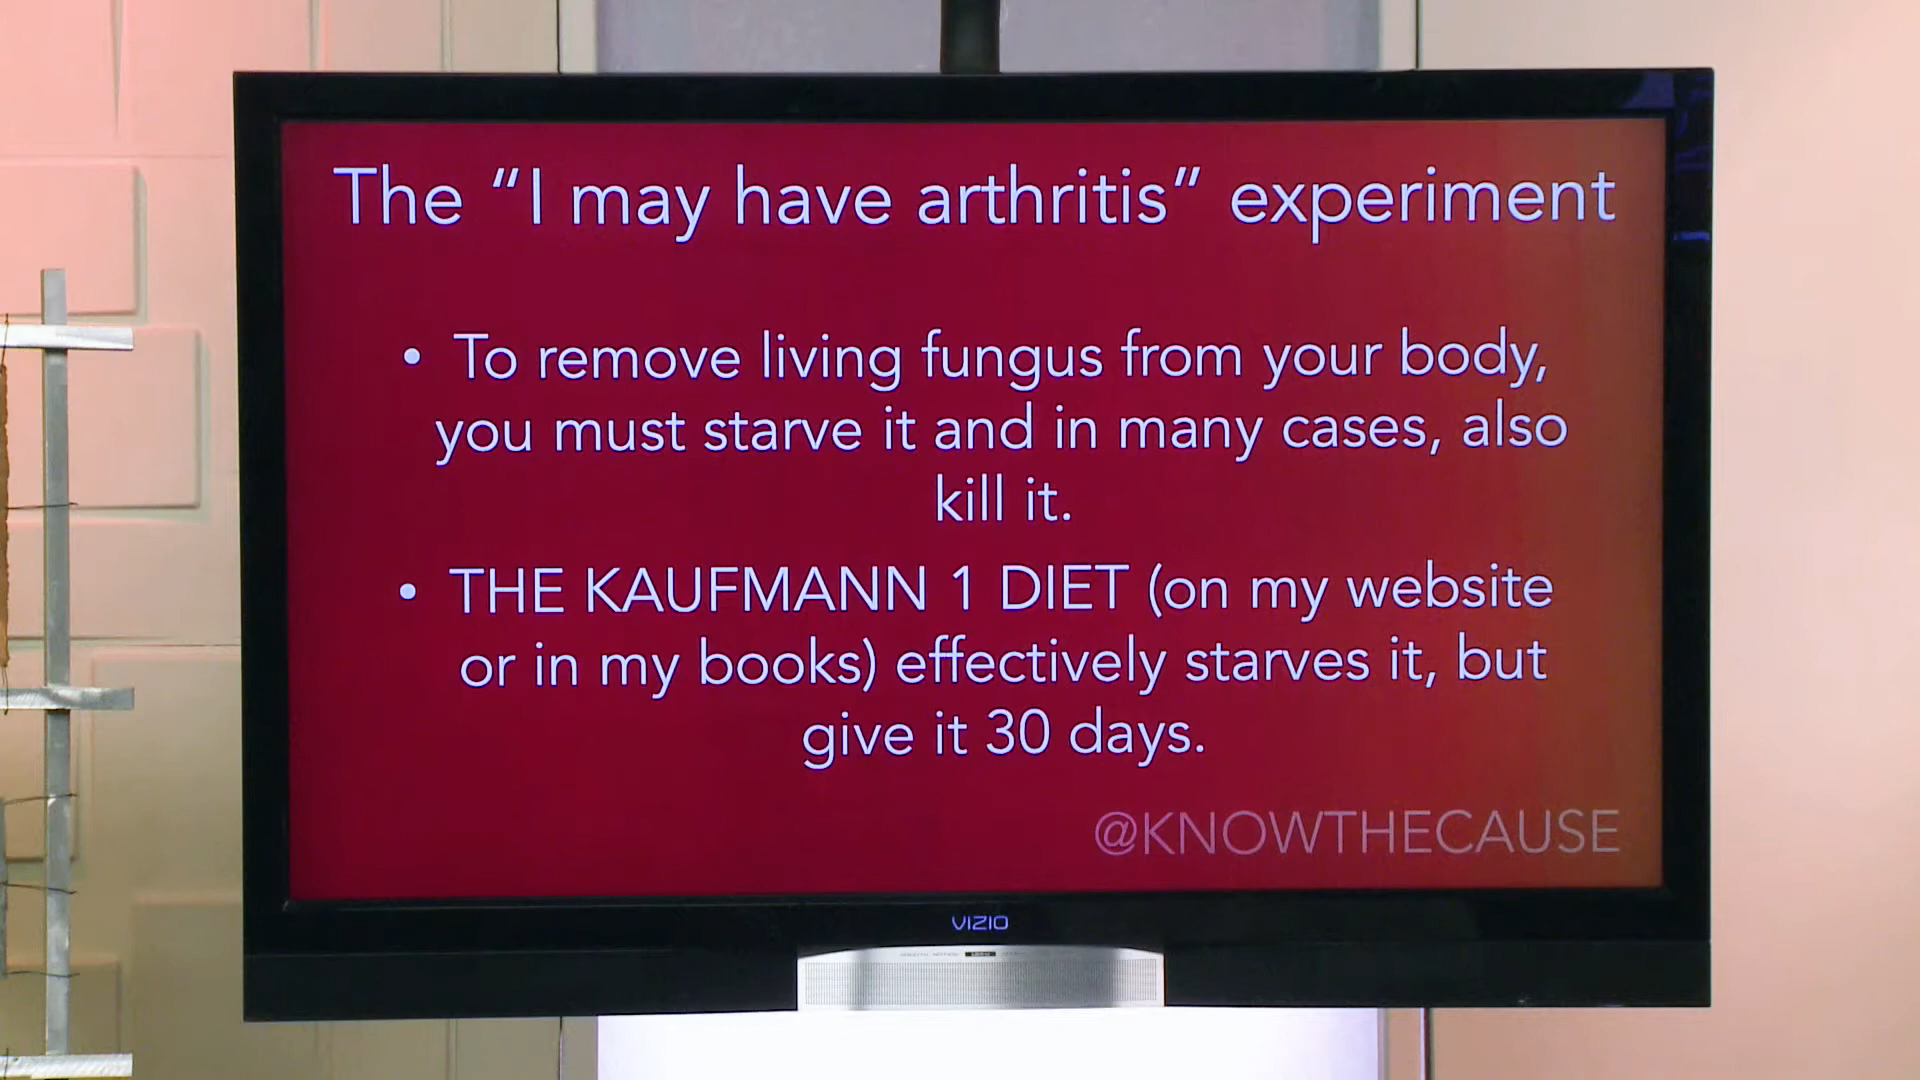 The “I may have arthritis” experiment
• To remove living fungus from your body,
you must starve it and in many cases, also
kill it.
• THE KAUFMANN 1 DIET (on my website
or in my books) effectively starves it, but
give it 30 days.
@KNOWTHECAUSE
VIZIO